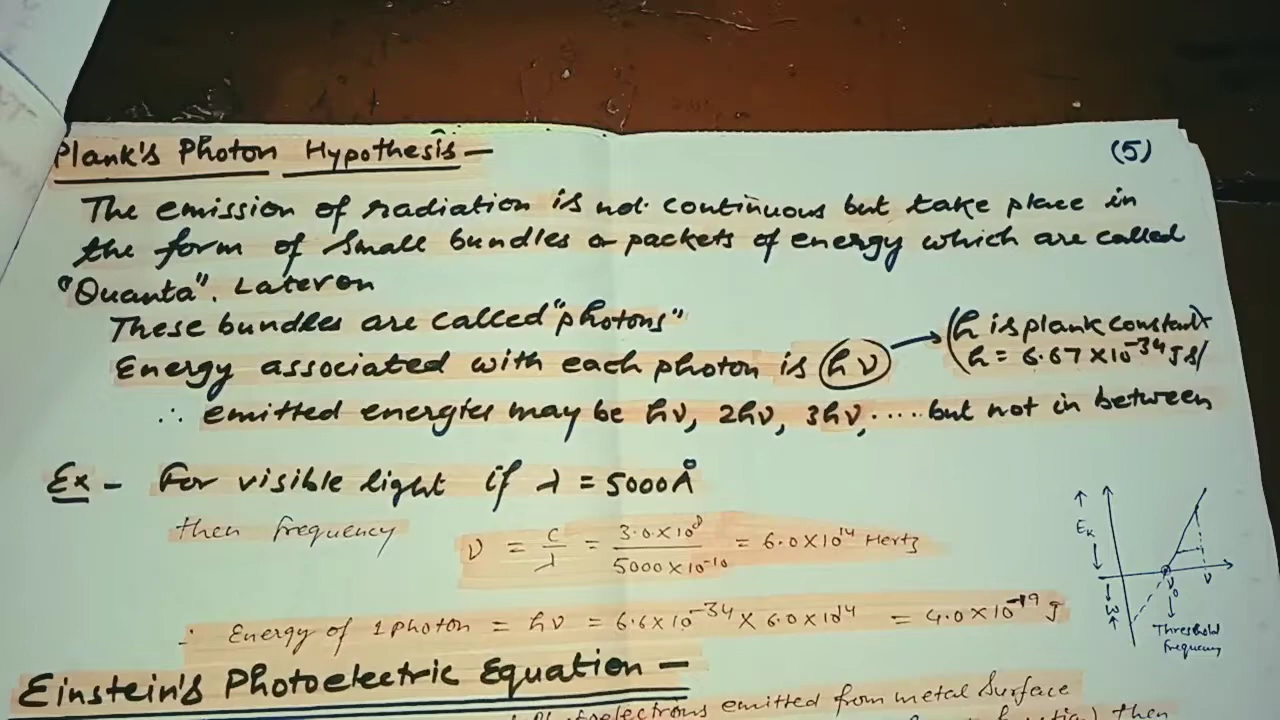 Plank's Photon Hypothesis —
(5)
The emission of radiation is not continuous but take place in
the form of small bundles or packets of energy which are called
"Quanta". Lateron
These bundles are called "photons"
Energy associated with each photon is hν
(h is plank constant
h = 6.67 × 10⁻³⁴ JS)
∴ emitted energies may be hν, 2hν, 3hν, ..... but not in between
Ex – For visible light if λ = 5000Å
then frequency
ν = c/λ = 3.0×10⁸ / 5000×10⁻¹⁰ = 6.0×10¹⁴ Hertz
∴ Energy of 1 photon = hν = 6.6×10⁻³⁴ × 6.0×10¹⁴ = 4.0×10⁻¹⁹ J
↑
Eₖ
↓
ν₀
ν
W
Threshold
frequency
Einstein's Photoelectric Equation —
Photoelectrons emitted from metal surface
then